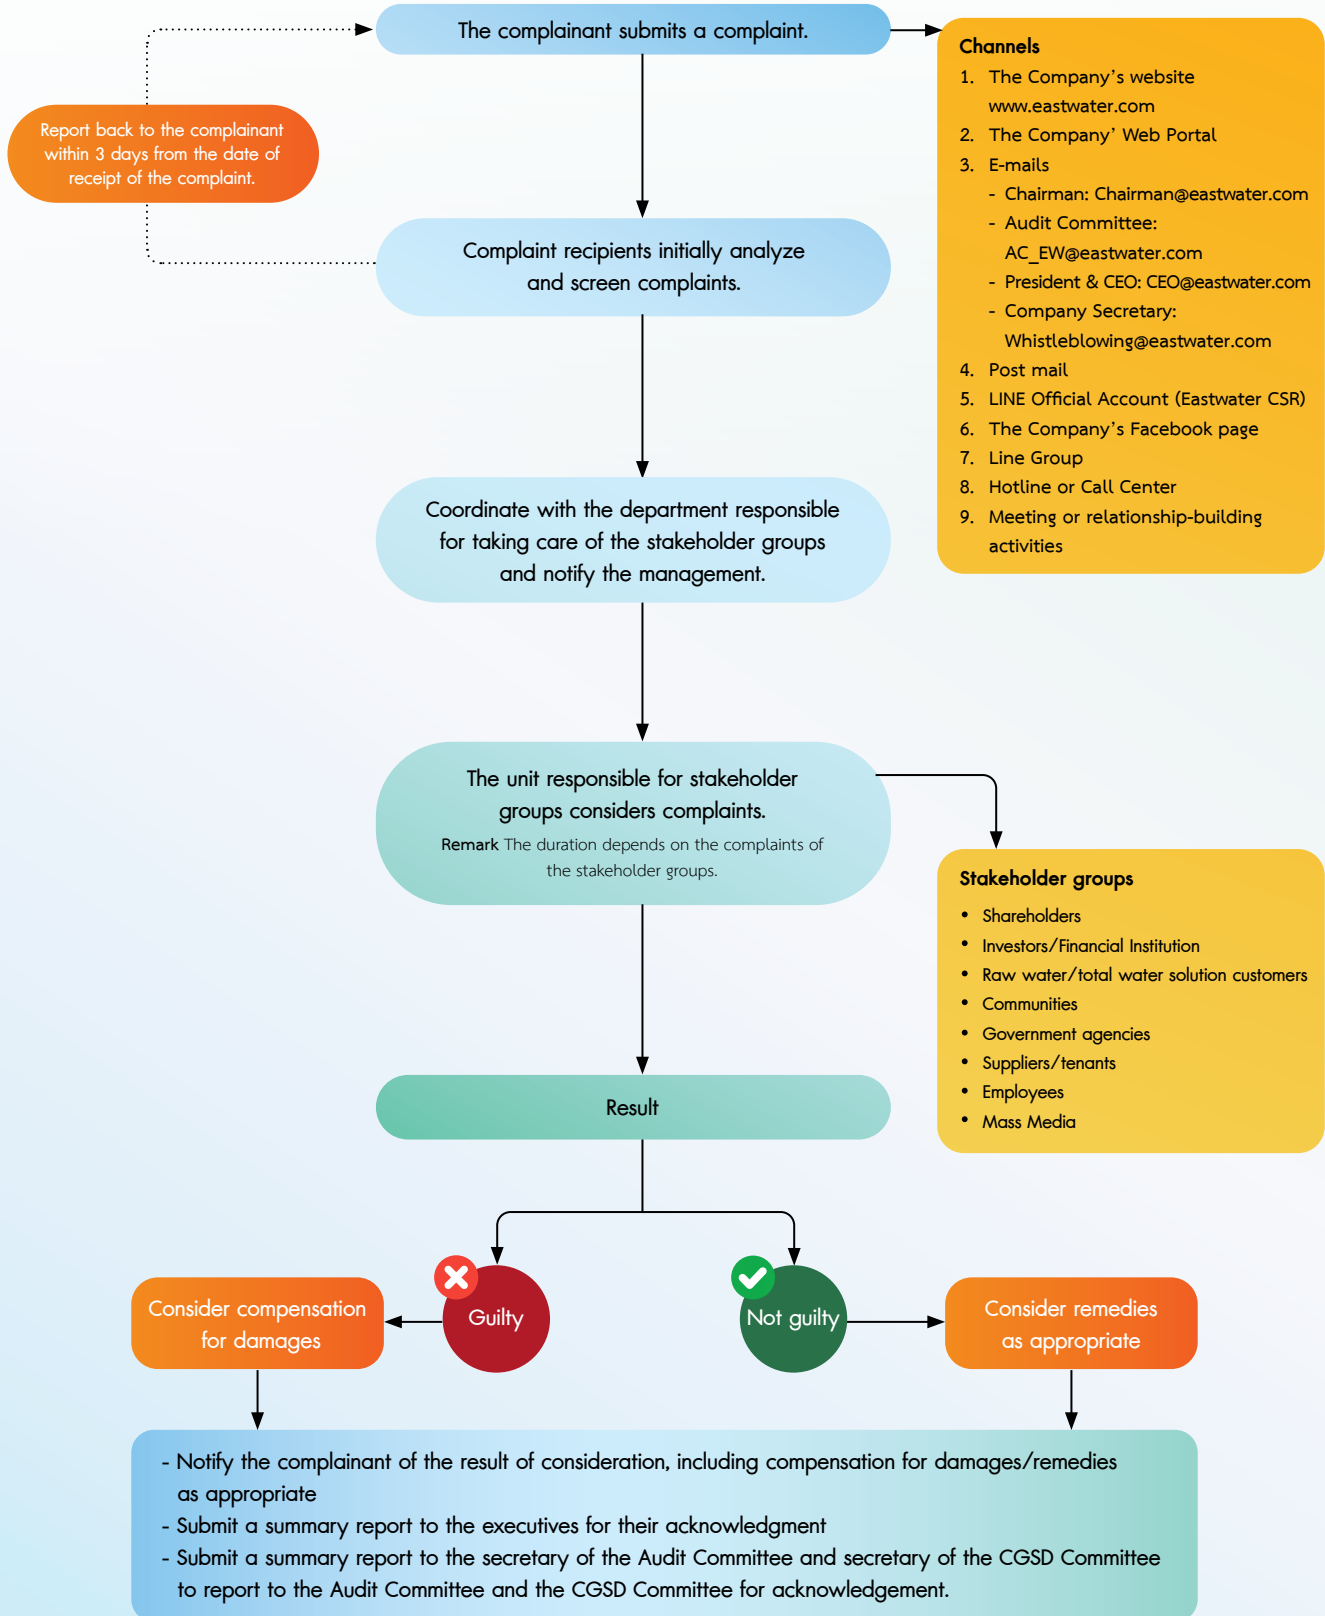 The complainant submits a complaint.
Channels
1. The Company's website
www.eastwater.com
2. The Company' Web Portal
3. E-mails
- Chairman: Chairman@eastwater.com
- Audit Committee:
AC_EW@eastwater.com
- President & CEO: CEO@eastwater.com
- Company Secretary:
Whistleblowing@eastwater.com
4. Post mail
5. LINE Official Account (Eastwater CSR)
6. The Company's Facebook page
7. Line Group
8. Hotline or Call Center
9. Meeting or relationship-building
activities
Report back to the complainant
within 3 days from the date of
receipt of the complaint.
Complaint recipients initially analyze
and screen complaints.
Coordinate with the department responsible
for taking care of the stakeholder groups
and notify the management.
The unit responsible for stakeholder
groups considers complaints.
Remark The duration depends on the complaints of
the stakeholder groups.
Stakeholder groups
• Shareholders
• Investors/Financial Institution
• Raw water/total water solution customers
• Communities
• Government agencies
• Suppliers/tenants
• Employees
• Mass Media
Result
Consider compensation
for damages
Guilty
Not guilty
Consider remedies
as appropriate
- Notify the complainant of the result of consideration, including compensation for damages/remedies
as appropriate
- Submit a summary report to the executives for their acknowledgment
- Submit a summary report to the secretary of the Audit Committee and secretary of the CGSD Committee
to report to the Audit Committee and the CGSD Committee for acknowledgement.